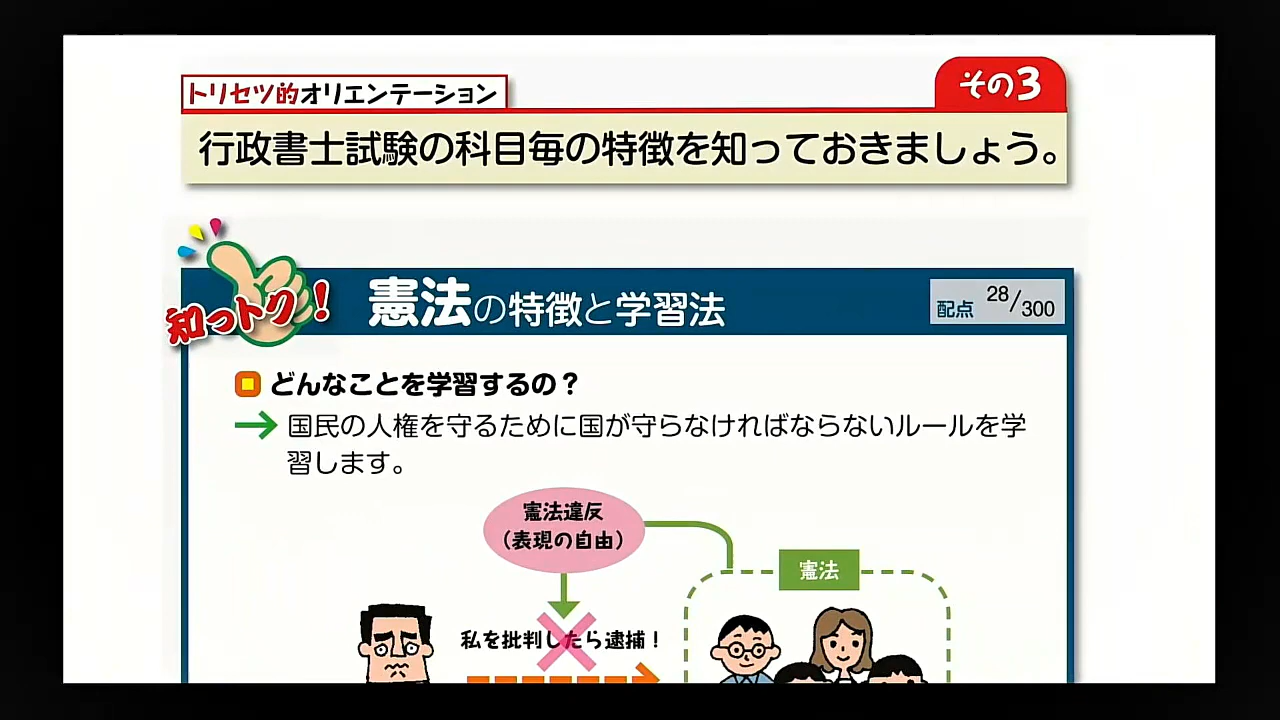 トリセツ的オリエンテーション
その3
行政書士試験の科目毎の特徴を知っておきましょう。
知っトク！
憲法の特徴と学習法
配点 28/300
どんなことを学習するの？
国民の人権を守るために国が守らなければならないルールを学
習します。
憲法違反
（表現の自由）
憲法
私を批判したら逮捕！